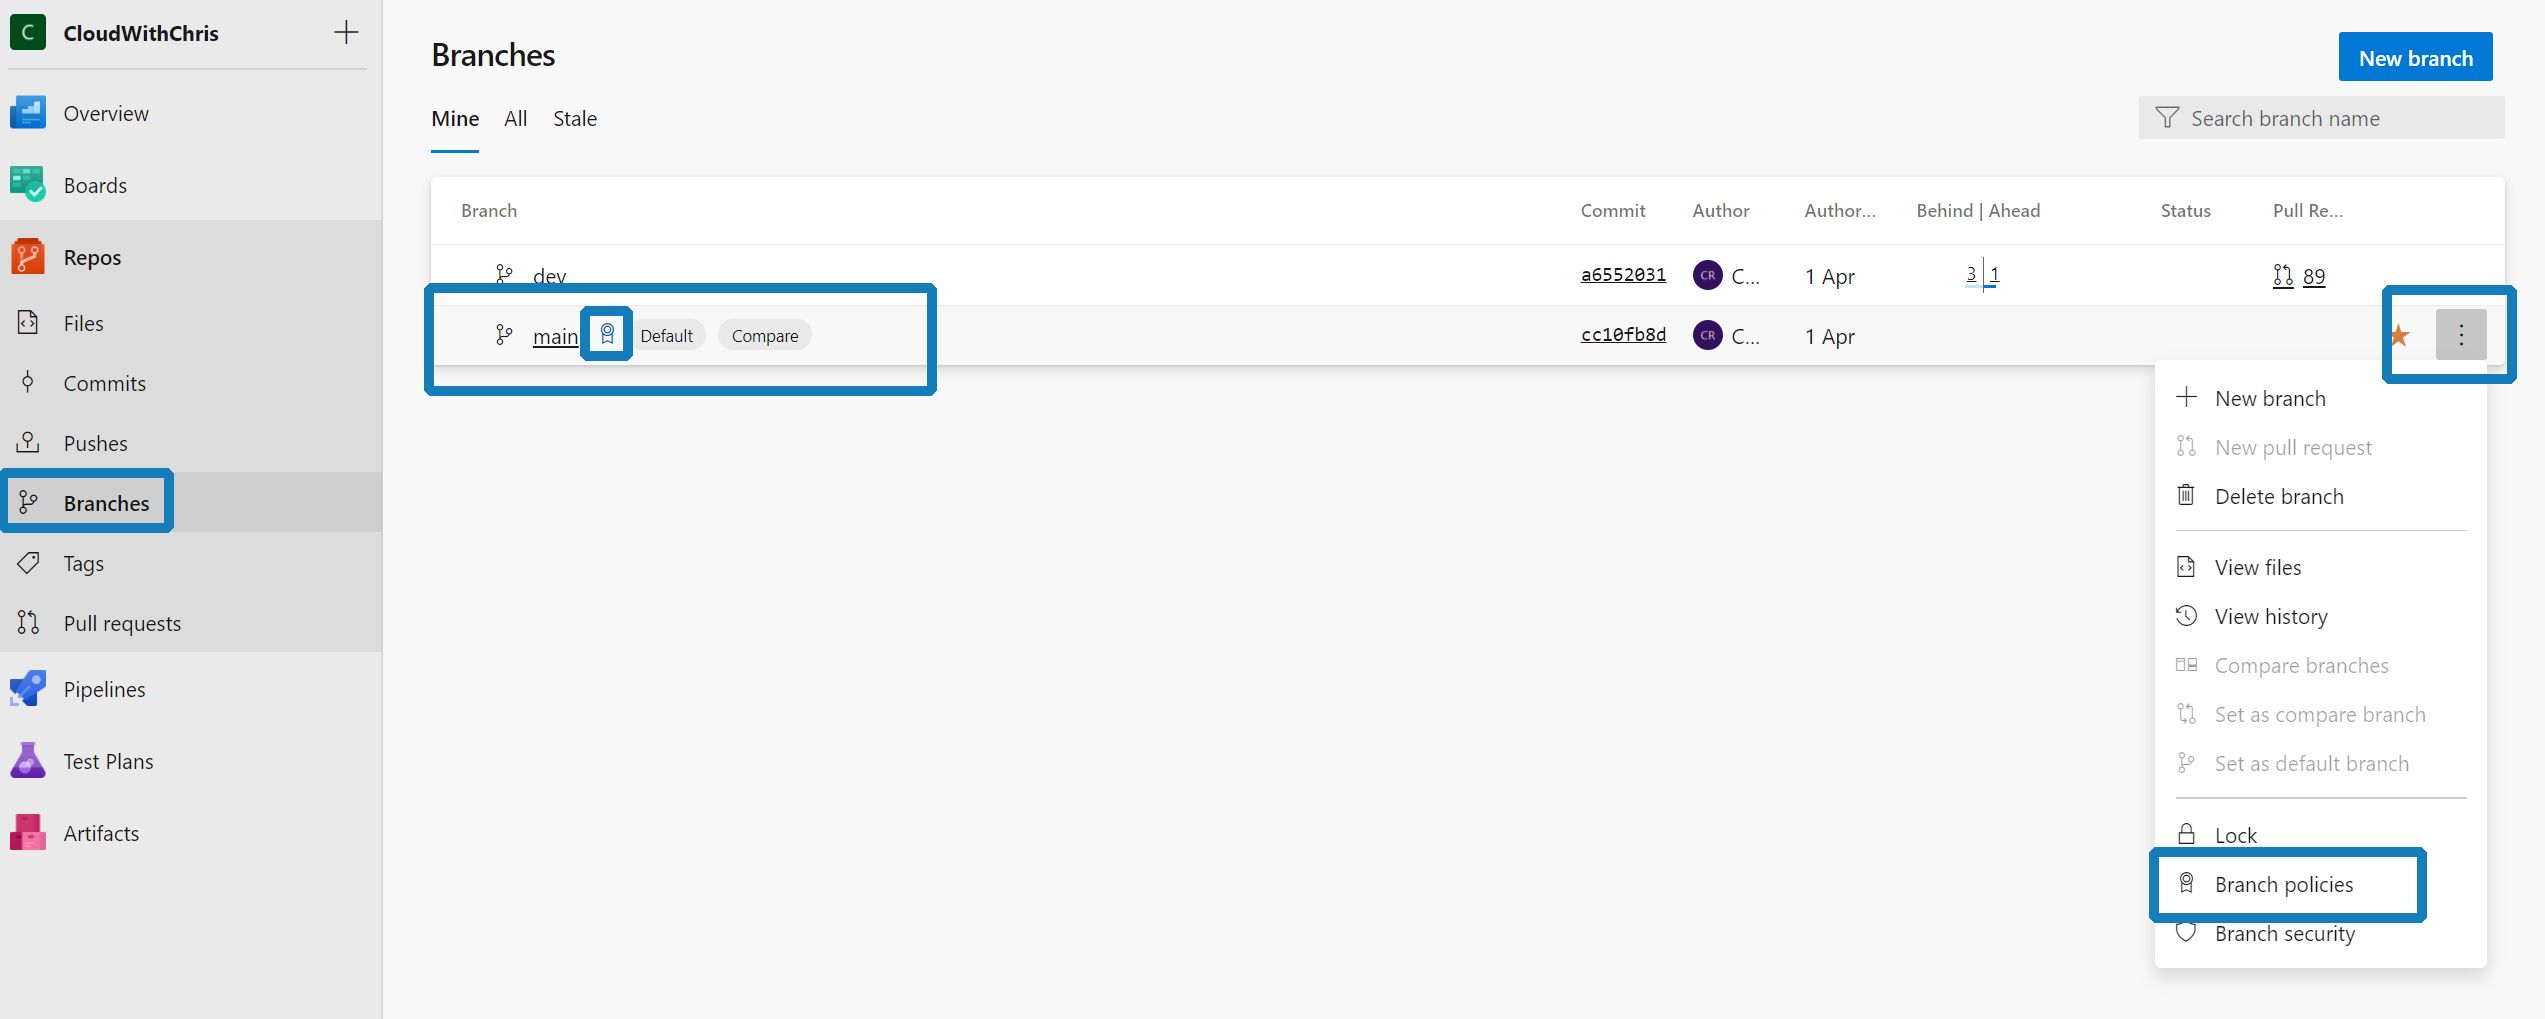 C CloudWithChris
Overview
Boards
Repos
Files
Commits
Pushes
Branches
Tags
Pull requests
Pipelines
Test Plans
Artifacts
Branches
New branch
Mine All Stale
Search branch name
Branch Commit Author Author... Behind | Ahead Status Pull Re...
dev a6552031 CR C... 1 Apr 3 1 89
main Default Compare cc10fb8d CR C... 1 Apr
New branch
New pull request
Delete branch
View files
View history
Compare branches
Set as compare branch
Set as default branch
Lock
Branch policies
Branch security